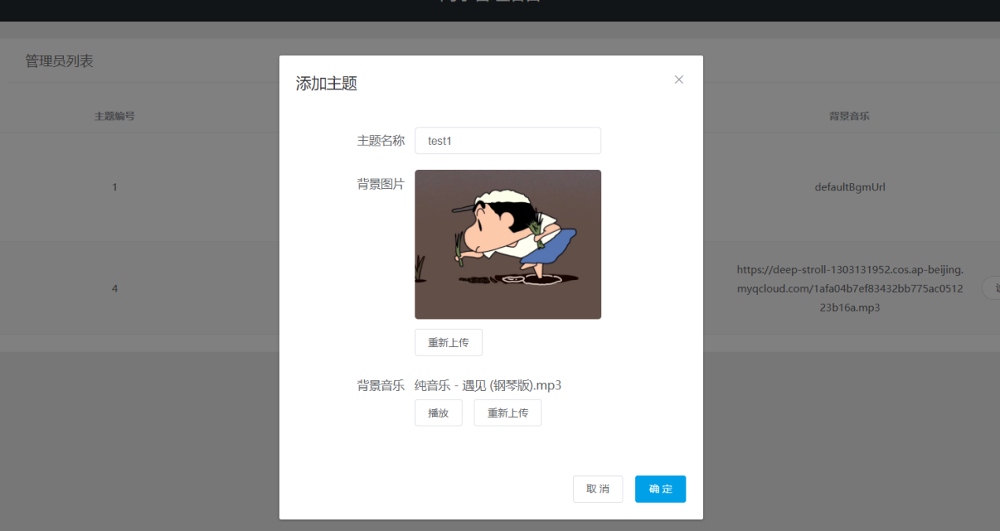 管理员列表
添加主题
主题编号
背景音乐
主题名称
test1
背景图片
1
defaultBgmUrl
4
https://deep-stroll-1303131952.cos.ap-beijing.
myqcloud.com/1afa04b7ef83432bb775ac0512
23b16a.mp3
重新上传
背景音乐
纯音乐 - 遇见 (钢琴版).mp3
播放
重新上传
取 消
确 定